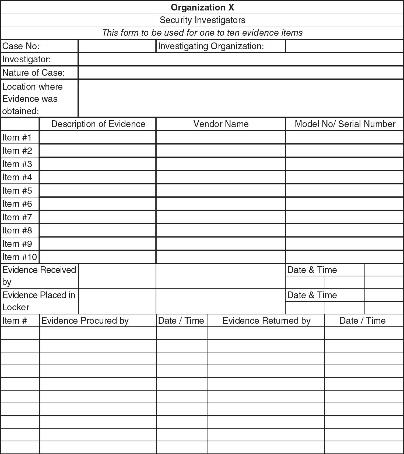 Organization X
Security Investigators
This form to be used for one to ten evidence items
Case No: Investigating Organization:
Investigator:
Nature of Case:
Location where
Evidence was
obtained:
Description of Evidence Vendor Name Model No/ Serial Number
Item #1
Item #2
Item #3
Item #4
Item #5
Item #6
Item #7
Item #8
Item #9
Item #10
Evidence Received Date & Time
by
Evidence Placed in Date & Time
Locker
Item # Evidence Procured by Date / Time Evidence Returned by Date / Time